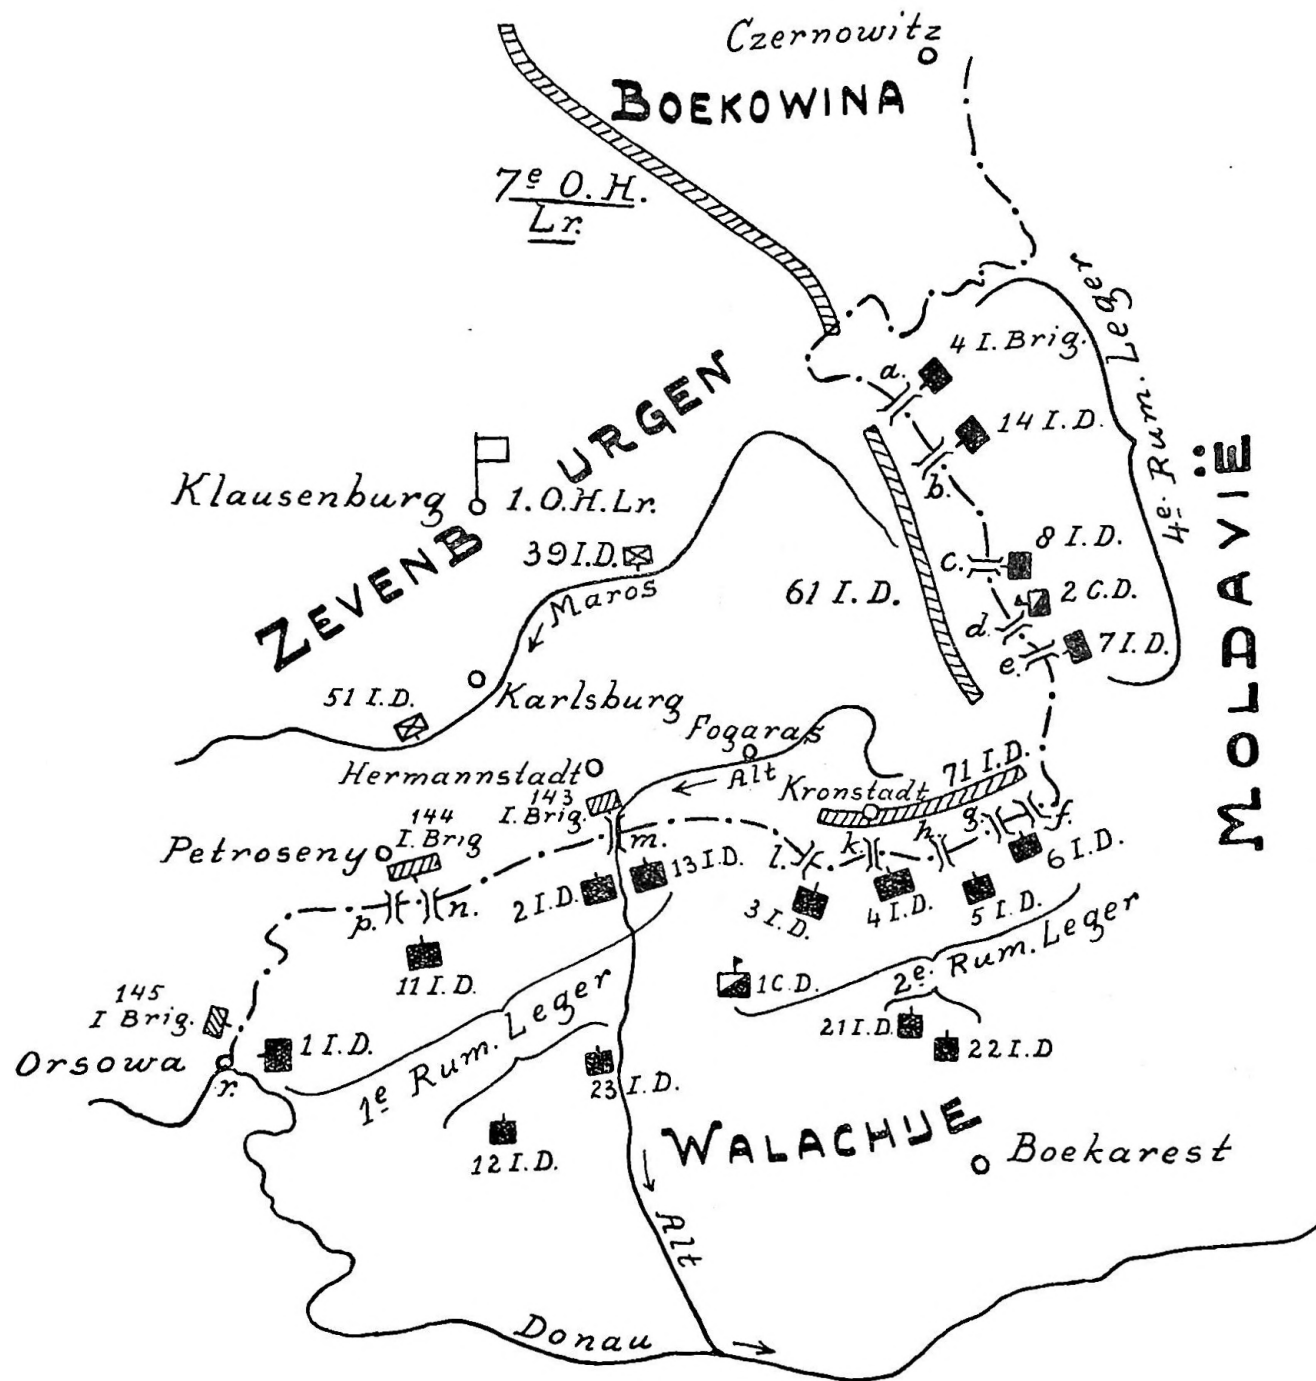 Czernowitz
BOEKOWINA
7e O. H.
Lr.
4 I. Brig.
a.
14 I. D.
b.
4e. Rum. Leger
MOLDAVIË
ZEVENBURGEN
Klausenburg
1. O. H. Lr.
39 I. D.
Maros
61 I. D.
c.
8 I. D.
2 C. D.
d.
e.
7 I. D.
51 I. D.
Karlsburg
Fogaras
Alt
Hermannstadt
143
I. Brig.
144
I. Brig
Petroseny
Kronstadt
71 I. D.
m.
l.
k.
h.
g.
f.
p.
n.
2 I. D.
13 I. D.
3 I. D.
4 I. D.
5 I. D.
6 I. D.
11 I. D.
1 C. D.
2e. Rum. Leger
21 I. D.
22 I. D
145
I Brig.
Orsowa
r.
1 I. D.
1e Rum. Leger
23 I. D.
12 I. D.
WALACHIJE
Boekarest
Alt
Donau